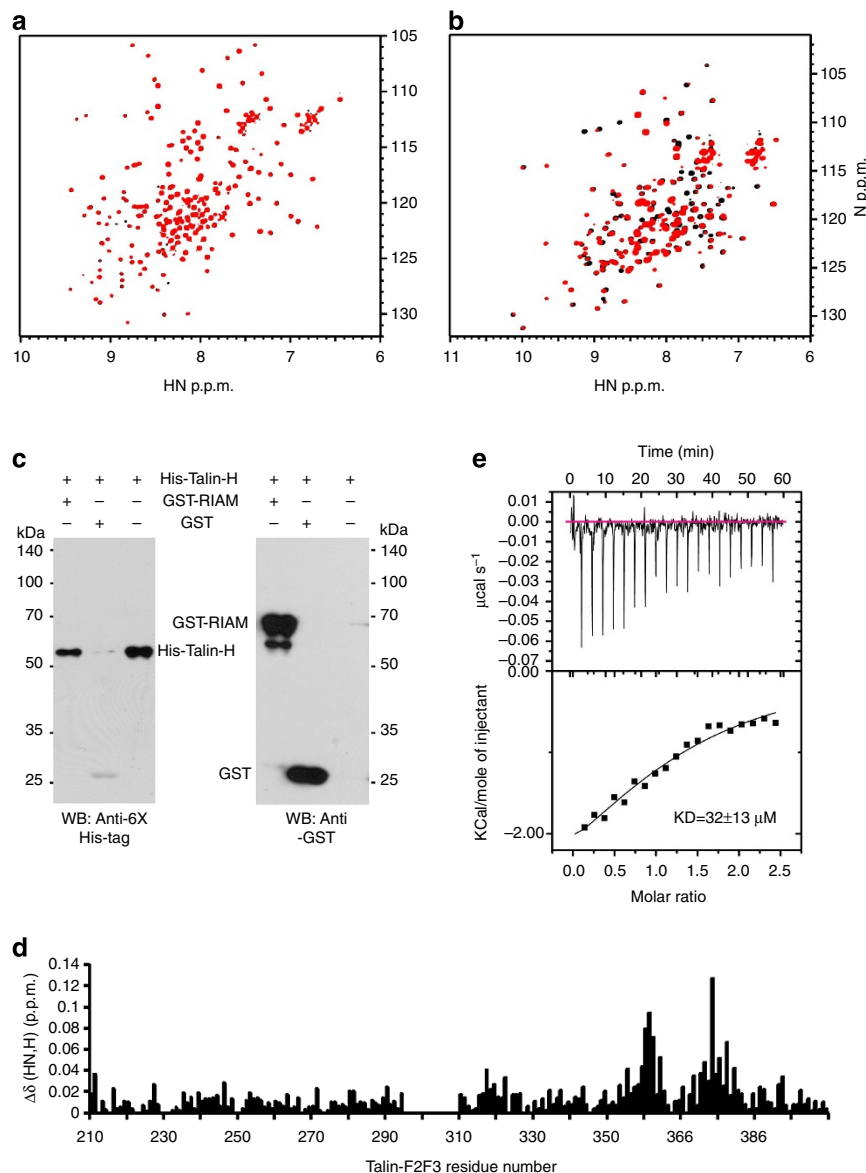 a
105
110
115
120
125
130
10
9
8
7
6
HN p.p.m.
b
105
110
115
120
125
130
N p.p.m.
11
10
9
8
7
6
HN p.p.m.
c
+ + + His-Talin-H + + +
+ − − GST-RIAM + − −
− + − GST − + −
kDa
140
100
70
50
35
25
GST-RIAM
His-Talin-H
GST
kDa
140
100
70
50
35
25
WB: Anti-6X
His-tag
WB: Anti
-GST
e
Time (min)
0 10 20 30 40 50 60
0.01
0.00
−0.01
−0.02
−0.03
−0.04
−0.05
−0.06
−0.07
µcal s⁻¹
0.00
−2.00
KCal/mole of injectant
KD=32±13 µM
0.0 0.5 1.0 1.5 2.0 2.5
Molar ratio
d
0.14
0.12
0.1
0.08
0.06
0.04
0.02
0
Δδ (HN,H) (p.p.m.)
210 230 250 270 290 310 330 350 366 386
Talin-F2F3 residue number